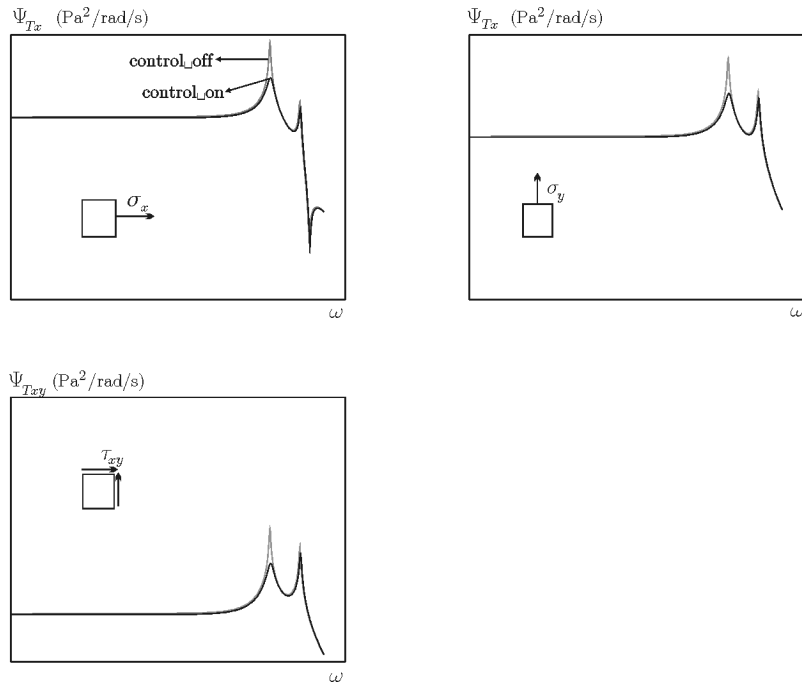 Ψ_Tx (Pa²/rad/s)
control␣off
control␣on
σ_x
ω
Ψ_Tx (Pa²/rad/s)
σ_y
ω
Ψ_Txy (Pa²/rad/s)
τ_xy
ω